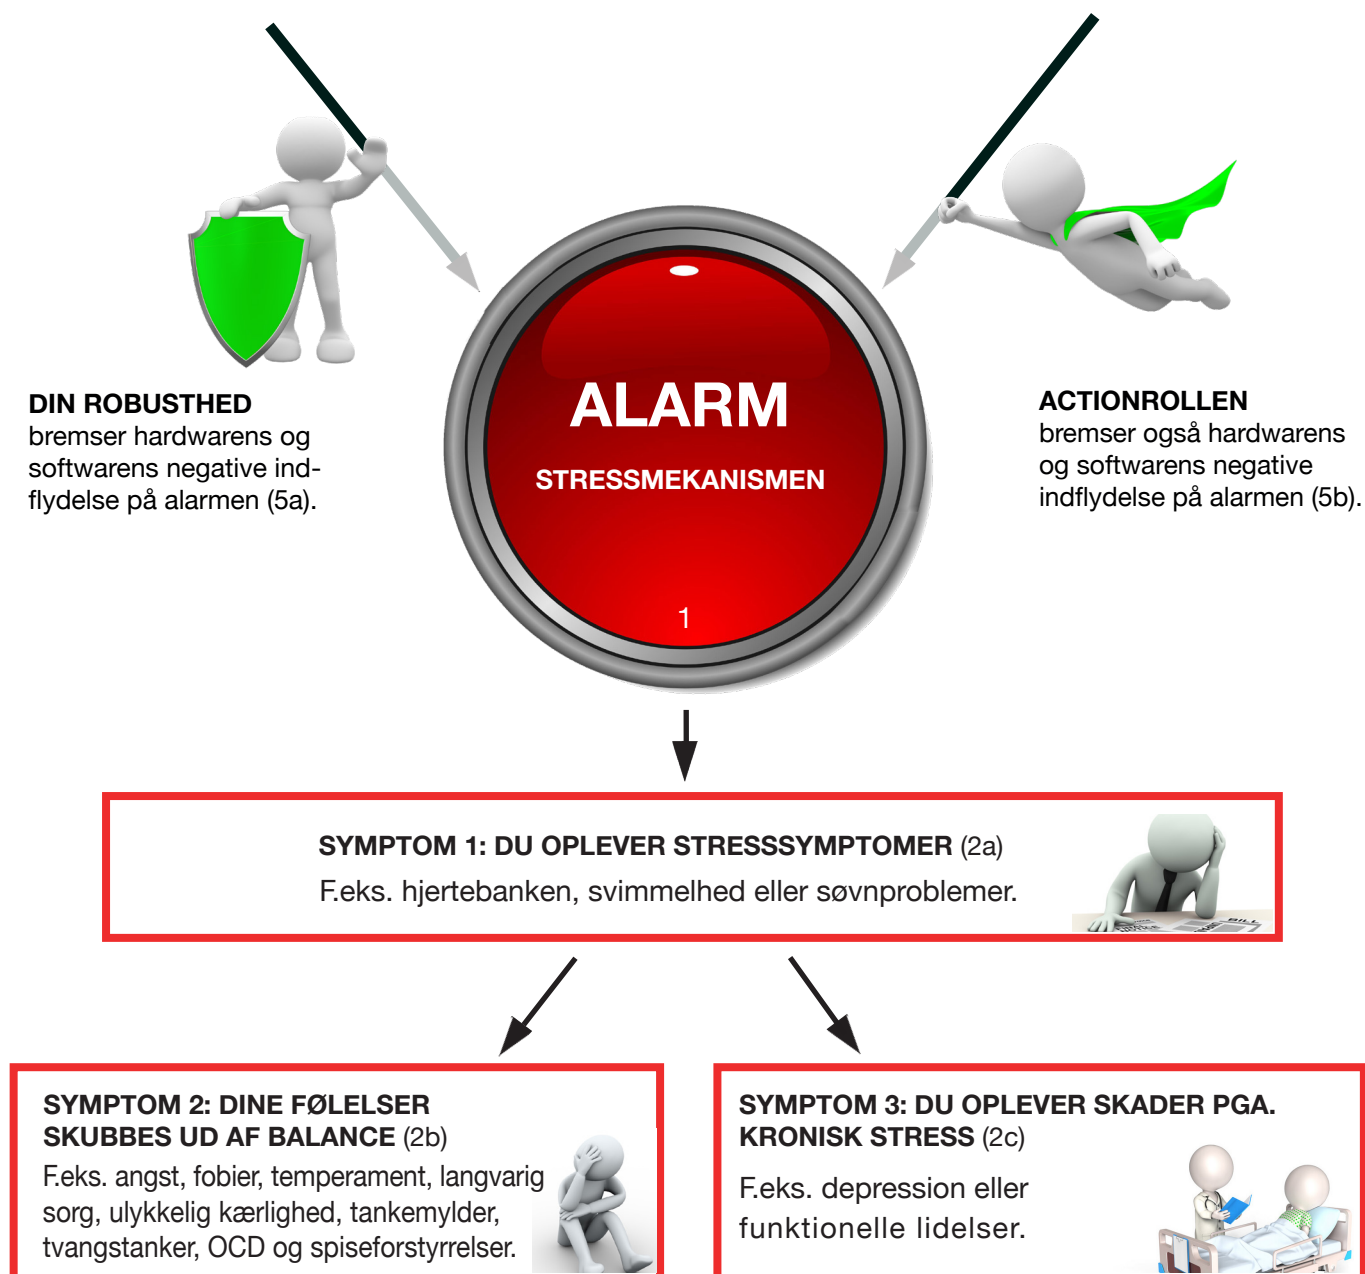 DIN ROBUSTHED
bremser hardwarens og
softwarens negative ind-
flydelse på alarmen (5a).
ALARM
STRESSMEKANISMEN
1
ACTIONROLLEN
bremser også hardwarens
og softwarens negative
indflydelse på alarmen (5b).
SYMPTOM 1: DU OPLEVER STRESSSYMPTOMER (2a)
F.eks. hjertebanken, svimmelhed eller søvnproblemer.
BILL
SYMPTOM 2: DINE FØLELSER
SKUBBES UD AF BALANCE (2b)
F.eks. angst, fobier, temperament, langvarig
sorg, ulykkelig kærlighed, tankemylder,
tvangstanker, OCD og spiseforstyrrelser.
SYMPTOM 3: DU OPLEVER SKADER PGA.
KRONISK STRESS (2c)
F.eks. depression eller
funktionelle lidelser.